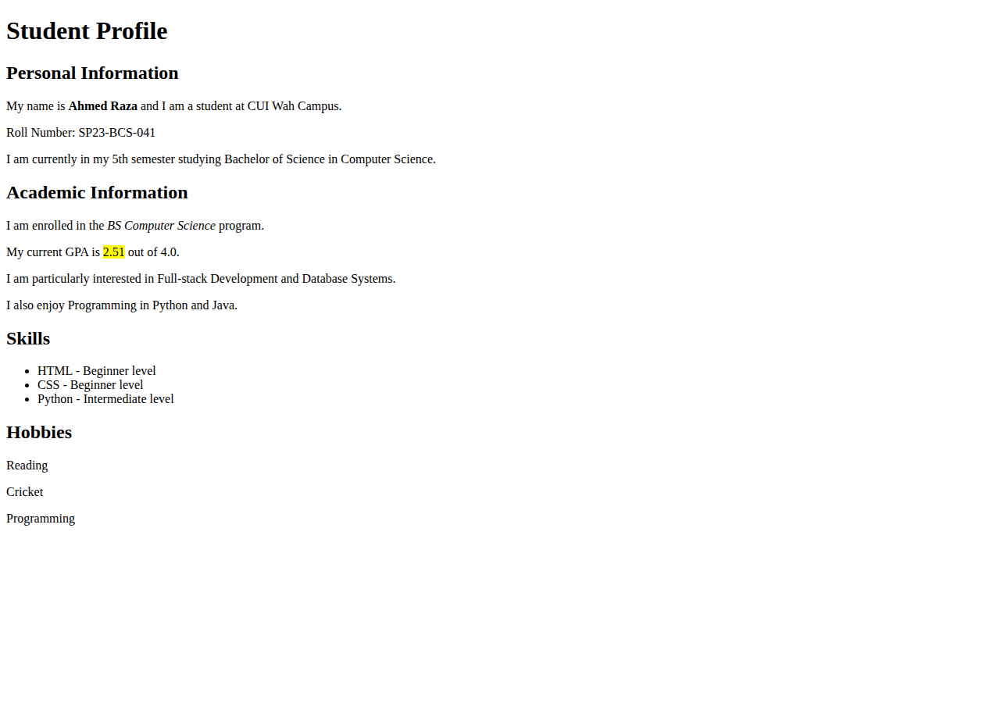 Student Profile
Personal Information
My name is Ahmed Raza and I am a student at CUI Wah Campus.
Roll Number: SP23-BCS-041
I am currently in my 5th semester studying Bachelor of Science in Computer Science.
Academic Information
I am enrolled in the BS Computer Science program.
My current GPA is 2.51 out of 4.0.
I am particularly interested in Full-stack Development and Database Systems.
I also enjoy Programming in Python and Java.
Skills
• HTML - Beginner level
• CSS - Beginner level
• Python - Intermediate level
Hobbies
Reading
Cricket
Programming